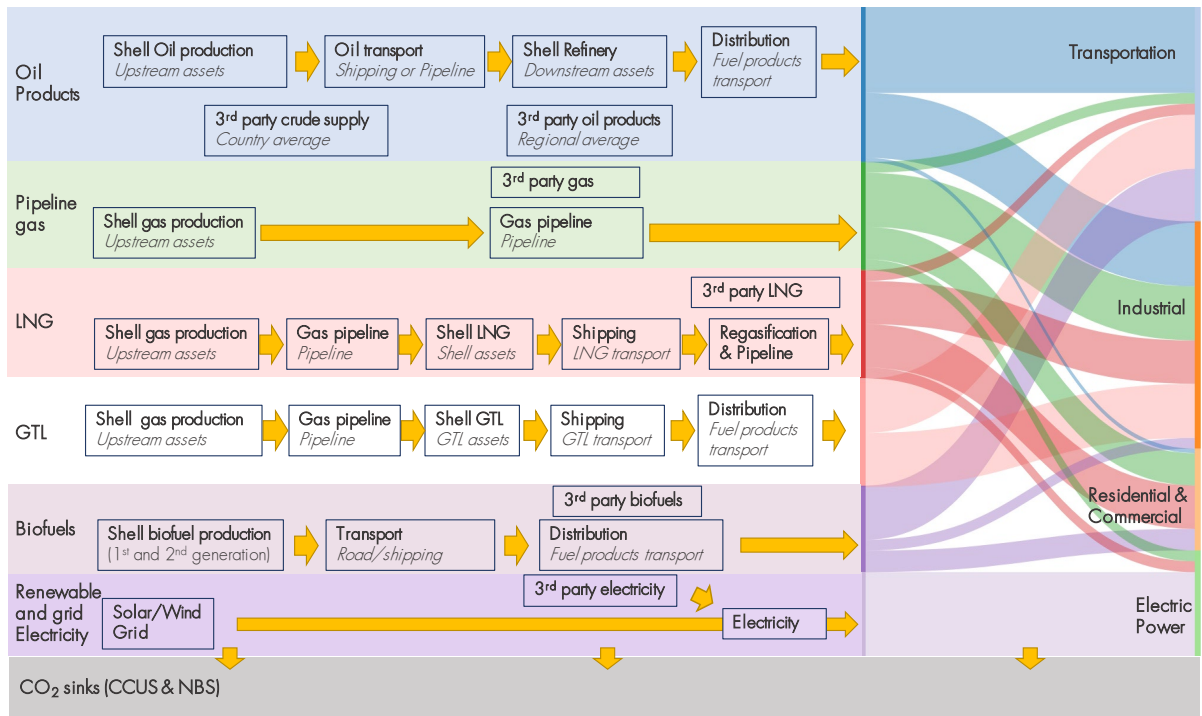 Oil
Products
Shell Oil production
Upstream assets
Oil transport
Shipping or Pipeline
Shell Refinery
Downstream assets
Distribution
Fuel products
transport
3rd party crude supply
Country average
3rd party oil products
Regional average
Transportation
Pipeline
gas
3rd party gas
Shell gas production
Upstream assets
Gas pipeline
Pipeline
LNG
3rd party LNG
Shell gas production
Upstream assets
Gas pipeline
Pipeline
Shell LNG
Shell assets
Shipping
LNG transport
Regasification
& Pipeline
Industrial
GTL
Shell gas production
Upstream assets
Gas pipeline
Pipeline
Shell GTL
GTL assets
Shipping
GTL transport
Distribution
Fuel products
transport
Biofuels
3rd party biofuels
Shell biofuel production
(1st and 2nd generation)
Transport
Road/shipping
Distribution
Fuel products transport
Residential &
Commercial
Renewable
and grid
Electricity
Solar/Wind
Grid
3rd party electricity
Electricity
Electric
Power
CO2 sinks (CCUS & NBS)